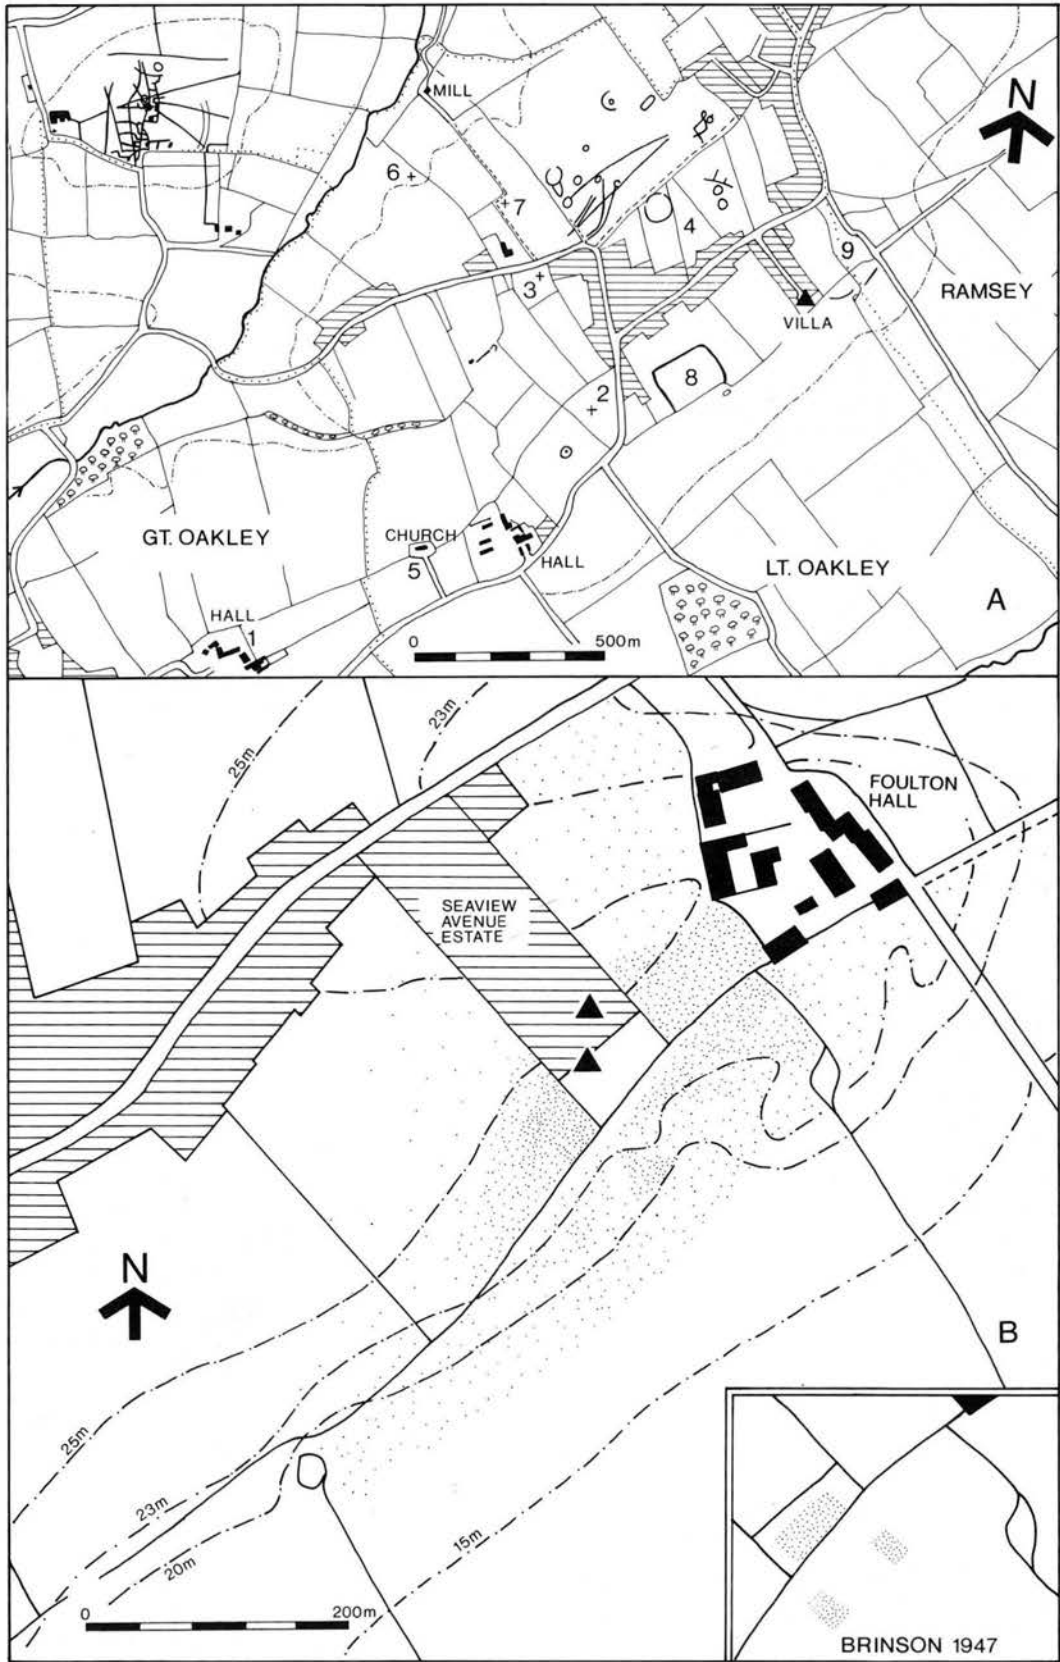 MILL
N
6
7
4
9
3
RAMSEY
VILLA
8
2
GT. OAKLEY
CHURCH
5
HALL
LT. OAKLEY
A
HALL
1
0
500m
25m
23m
FOULTON
HALL
SEAVIEW
AVENUE
ESTATE
N
B
25m
23m
20m
15m
0
200m
BRINSON 1947